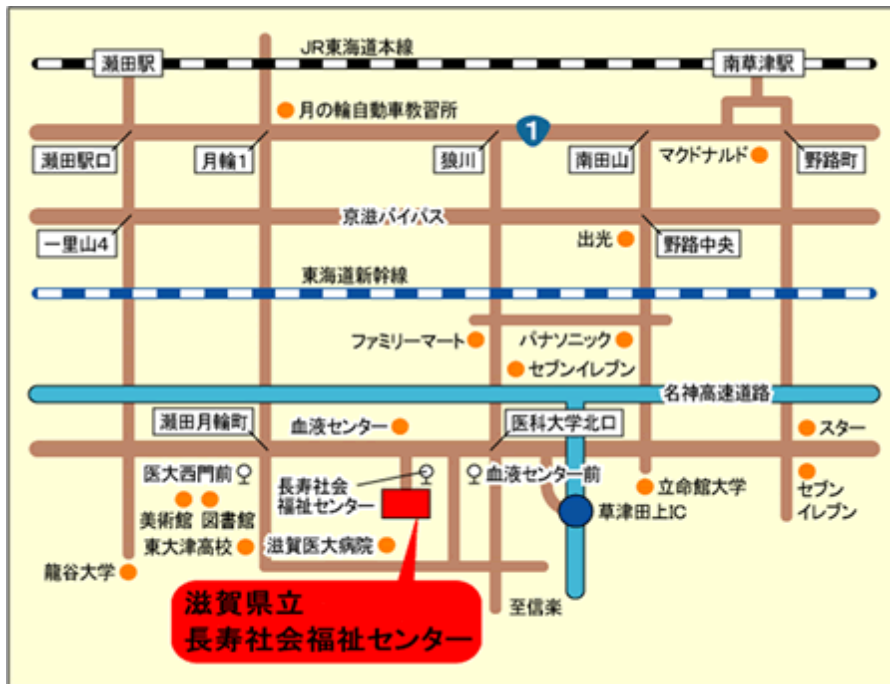 JR東海道本線
瀬田駅
南草津駅
月の輪自動車教習所
1
瀬田駅口
月輪1
狼川
南田山
マクドナルド
野路町
京滋バイパス
一里山4
出光
野路中央
東海道新幹線
ファミリーマート
パナソニック
セブンイレブン
名神高速道路
瀬田月輪町
血液センター
医科大学北口
スター
医大西門前
長寿社会
福祉センター
血液センター前
立命館大学
セブン
イレブン
美術館
図書館
草津田上IC
東大津高校
滋賀医大病院
龍谷大学
至信楽
滋賀県立
長寿社会福祉センター